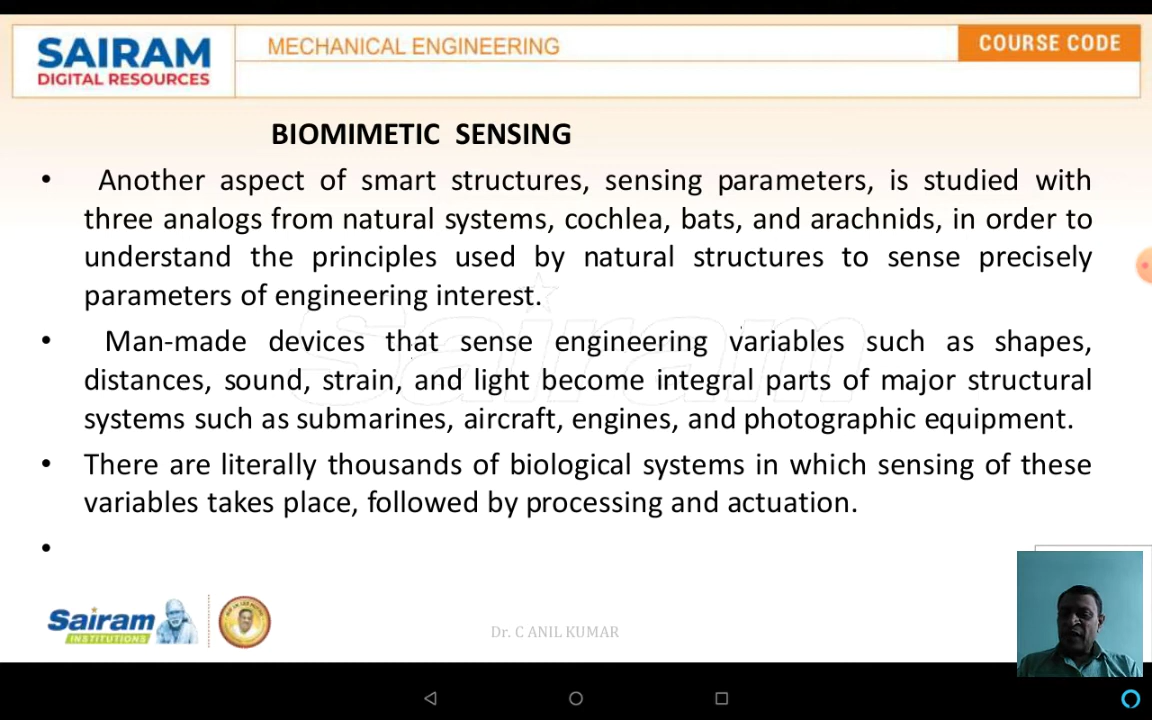 SAIRAM
DIGITAL RESOURCES
MECHANICAL ENGINEERING
COURSE CODE
BIOMIMETIC SENSING
• Another aspect of smart structures, sensing parameters, is studied with
three analogs from natural systems, cochlea, bats, and arachnids, in order to
understand the principles used by natural structures to sense precisely
parameters of engineering interest.
• Man-made devices that sense engineering variables such as shapes,
distances, sound, strain, and light become integral parts of major structural
systems such as submarines, aircraft, engines, and photographic equipment.
• There are literally thousands of biological systems in which sensing of these
variables takes place, followed by processing and actuation.
•
Sairam
Sairam
INSTITUTIONS
Dr. C ANIL KUMAR